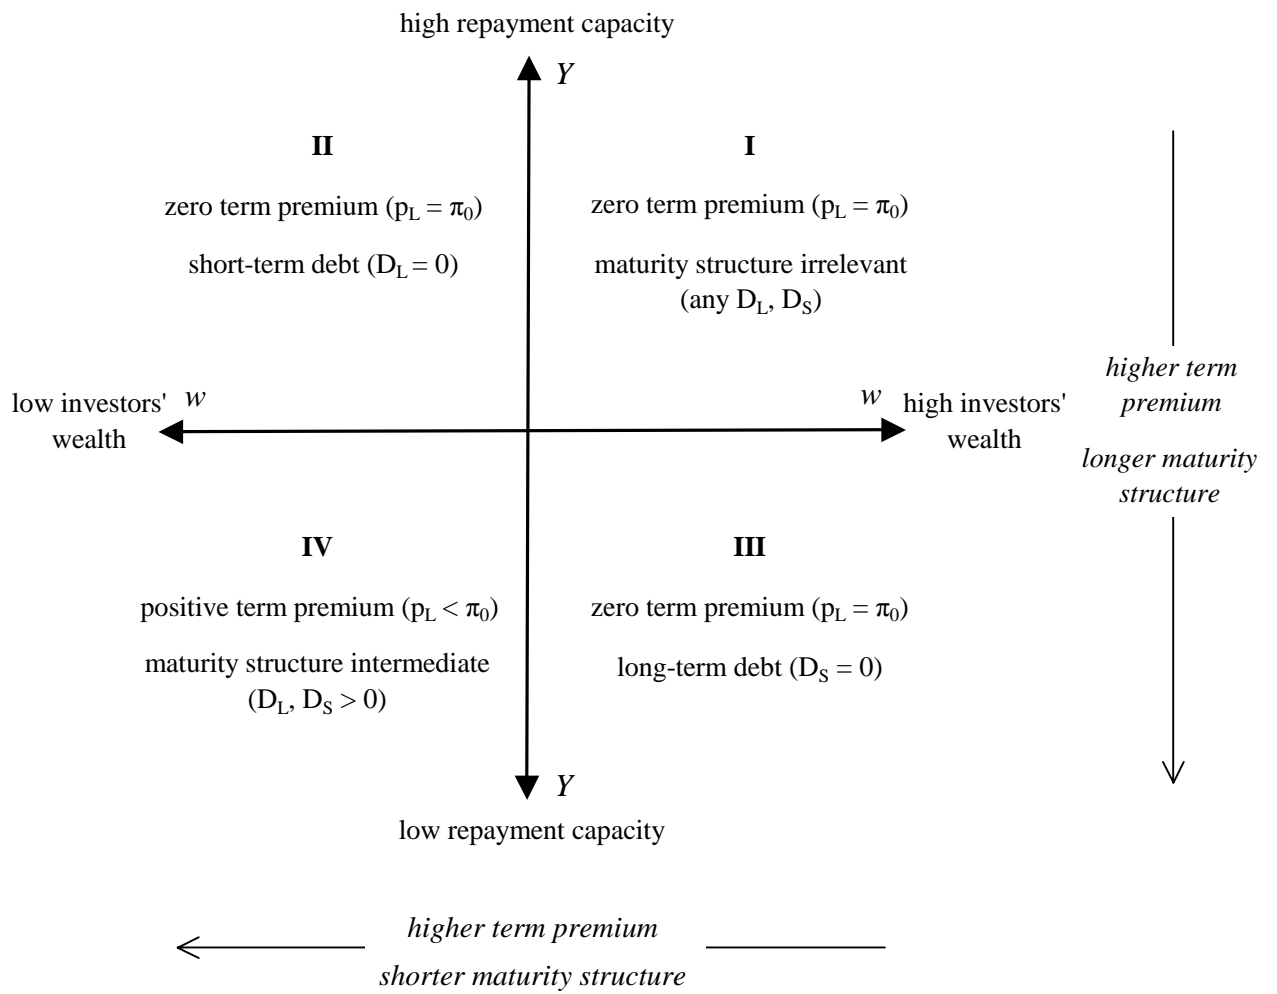 high repayment capacity
Y
II
I
zero term premium (p_L = π_0)
zero term premium (p_L = π_0)
short-term debt (D_L = 0)
maturity structure irrelevant
(any D_L, D_S)
higher term
premium
longer maturity
structure
low investors'
wealth
w
w
high investors'
wealth
IV
III
positive term premium (p_L < π_0)
zero term premium (p_L = π_0)
maturity structure intermediate
(D_L, D_S > 0)
long-term debt (D_S = 0)
Y
low repayment capacity
higher term premium
shorter maturity structure